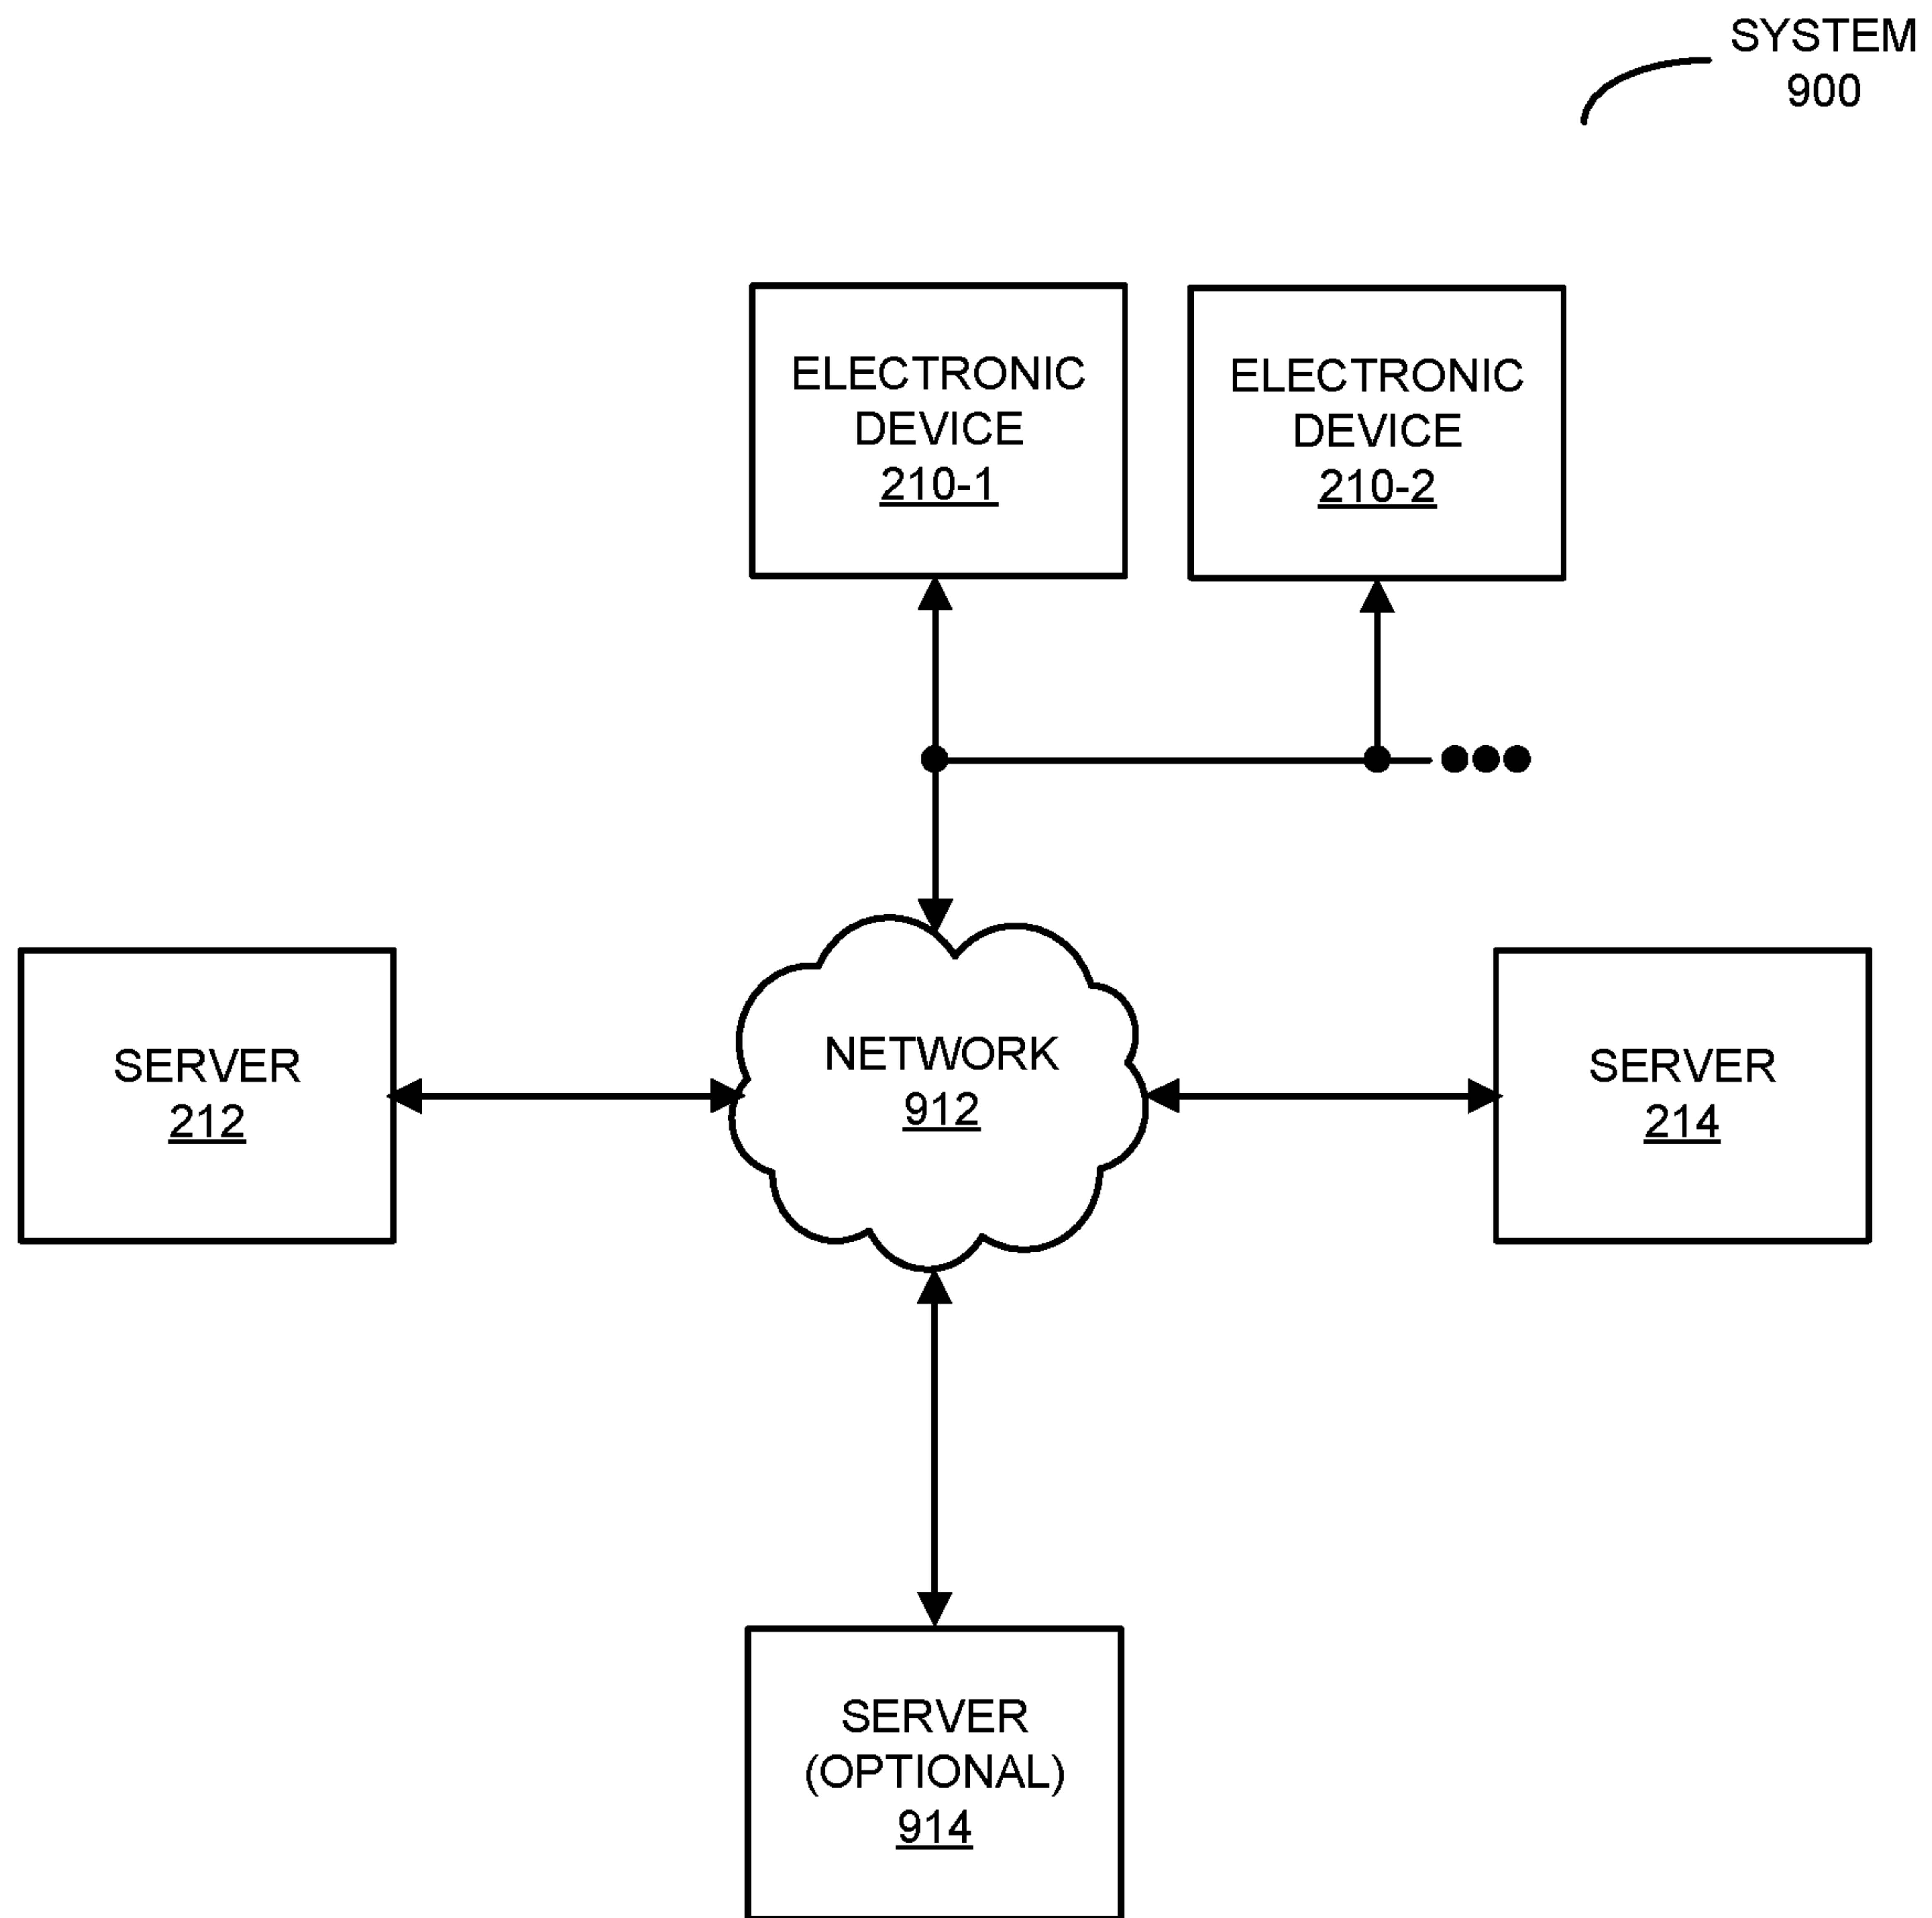 SYSTEM
900
ELECTRONIC
DEVICE
210-1
ELECTRONIC
DEVICE
210-2
SERVER
212
NETWORK
912
SERVER
214
SERVER
(OPTIONAL)
914